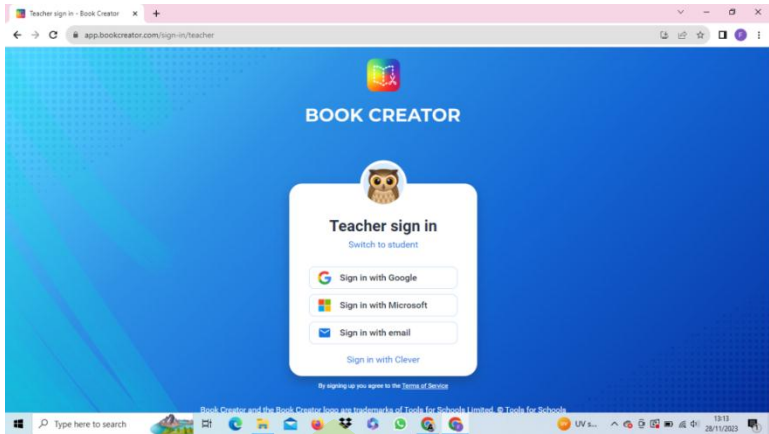 Teacher sign in - Book Creator
app.bookcreator.com/sign-in/teacher
BOOK CREATOR
Teacher sign in
Switch to student
Sign in with Google
Sign in with Microsoft
Sign in with email
Sign in with Clever
By signing up you agree to the Terms of Service
Book Creator and the Book Creator logo are trademarks of Tools for Schools Limited. © Tools for Schools
Type here to search
UV s...
13:13
28/11/2023